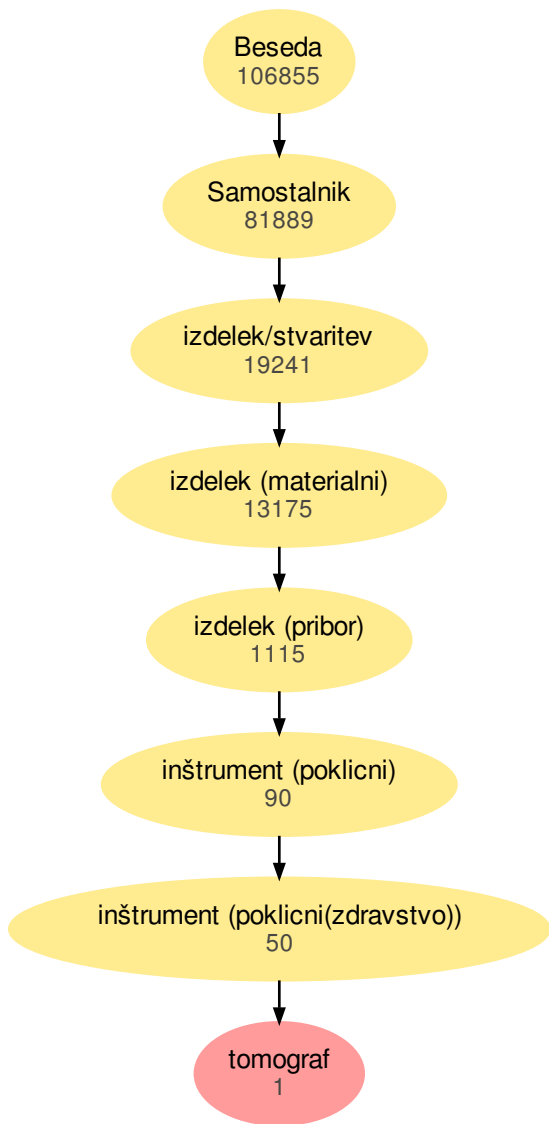 Beseda
106855
Samostalnik
81889
izdelek/stvaritev
19241
izdelek (materialni)
13175
izdelek (pribor)
1115
inštrument (poklicni)
90
inštrument (poklicni(zdravstvo))
50
tomograf
1